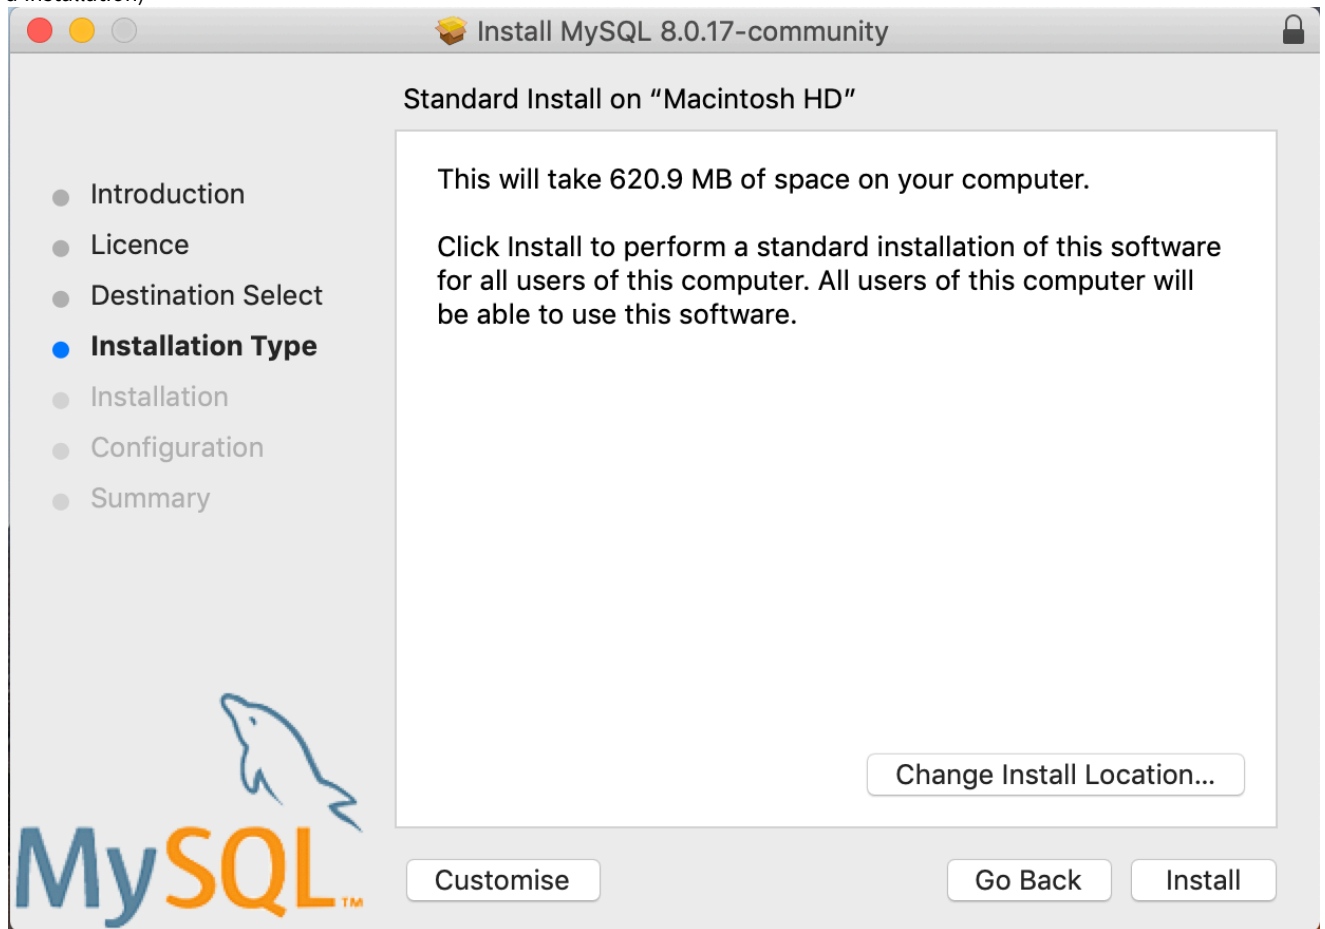 a installation)
Install MySQL 8.0.17-community
Standard Install on “Macintosh HD”
Introduction
Licence
Destination Select
Installation Type
Installation
Configuration
Summary
This will take 620.9 MB of space on your computer.
Click Install to perform a standard installation of this software
for all users of this computer. All users of this computer will
be able to use this software.
Change Install Location...
MySQL™
Customise
Go Back
Install